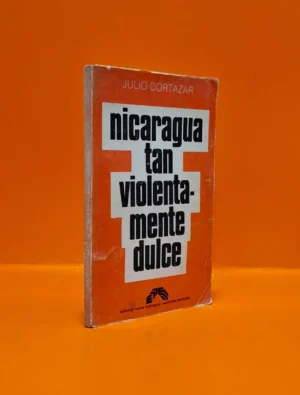 JULIO CORTAZAR
nicaragua
tan
violenta-
mente
dulce